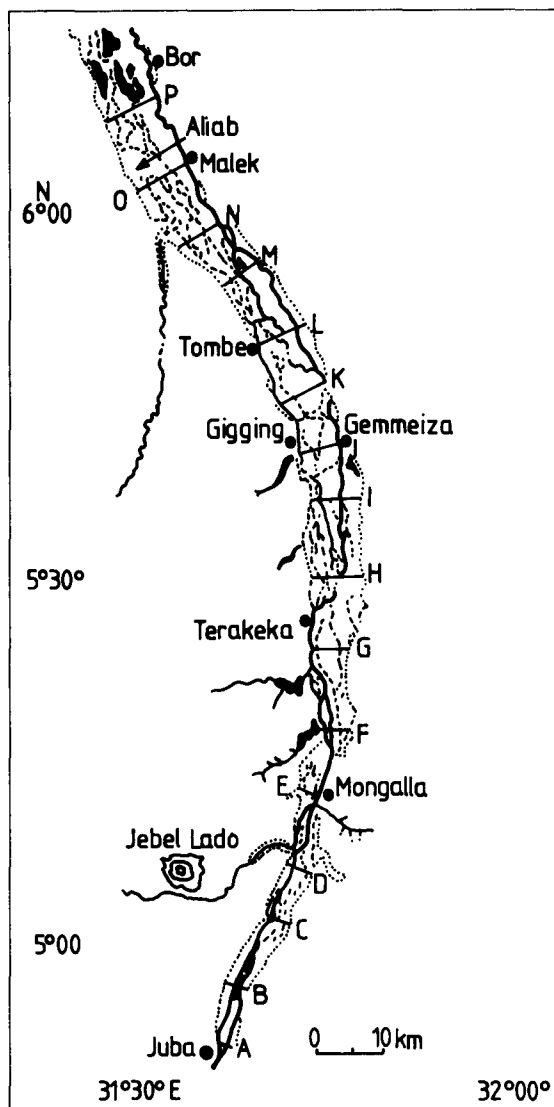 Bor
P
Aliab
Malek
O
N
6°00
N
M
L
Tombe
K
J
Gigging
Gemmeiza
I
5°30'
H
Terakeka
G
F
E
Mongalla
Jebel Lado
D
C
5°00
B
Juba
A
0 10 km
31°30'E 32°00'